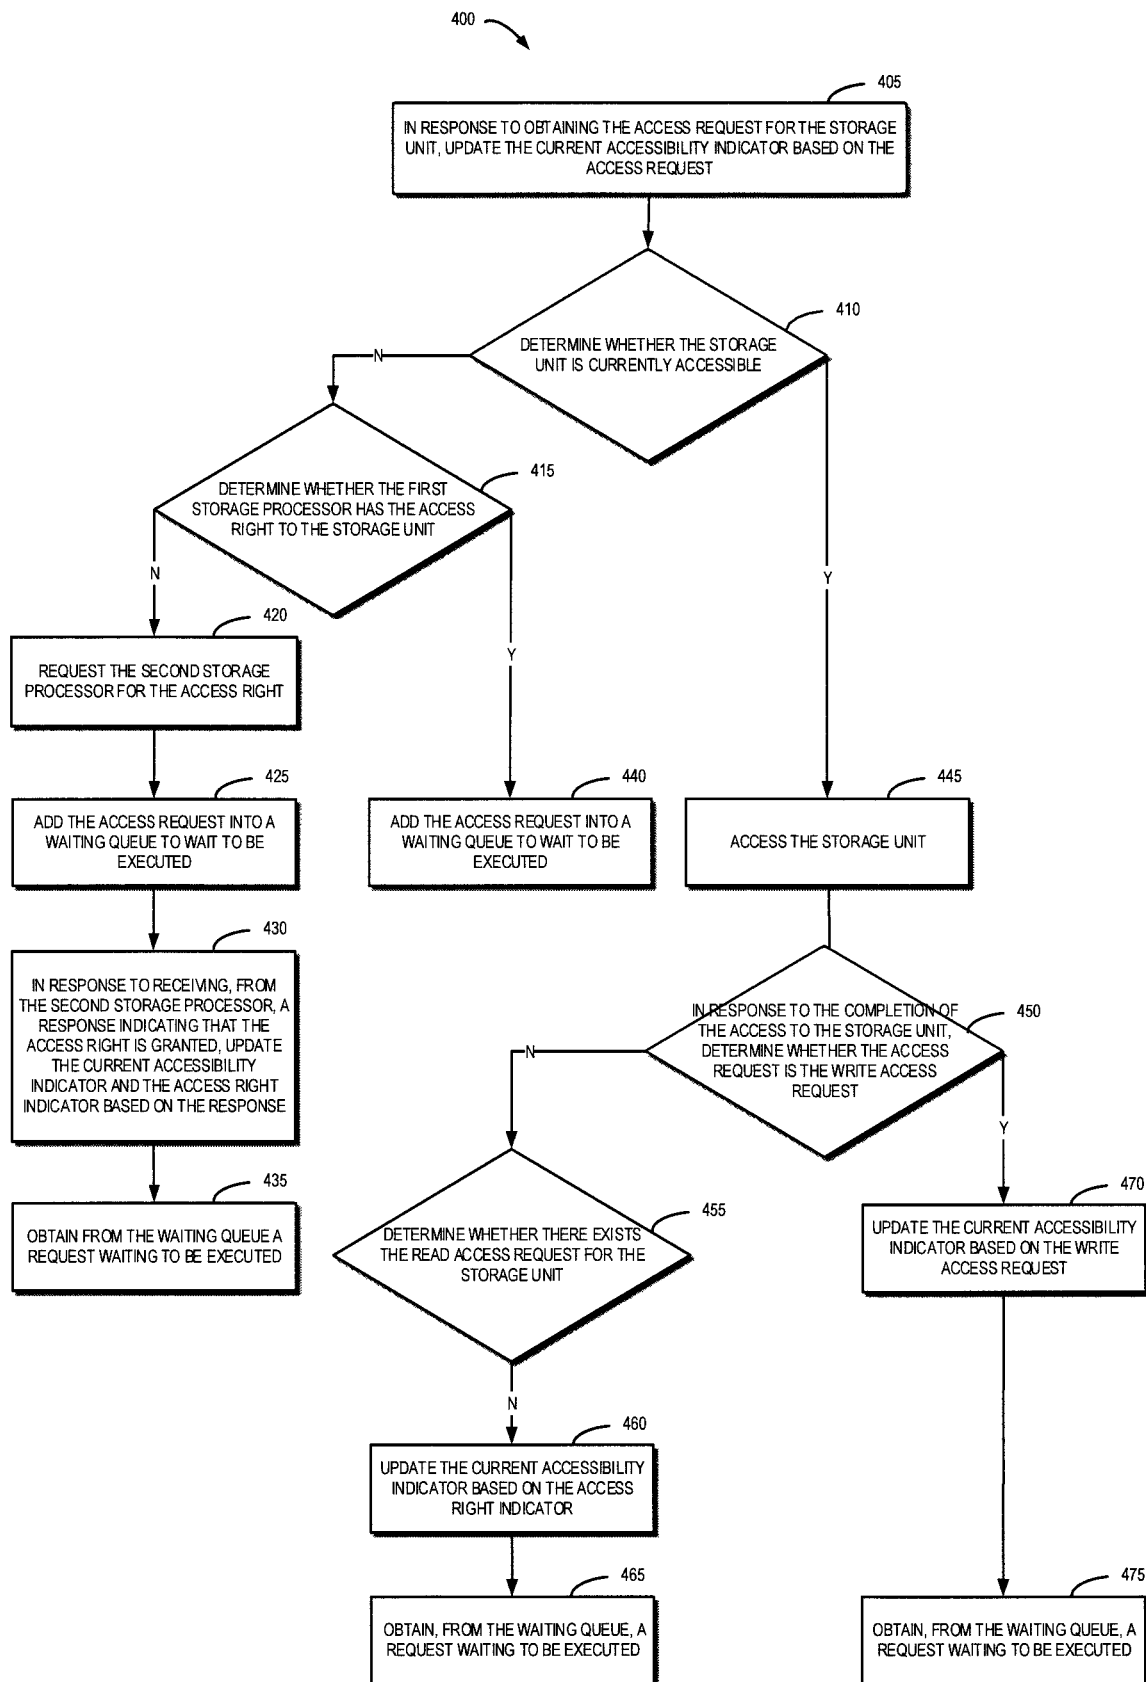 400
405
IN RESPONSE TO OBTAINING THE ACCESS REQUEST FOR THE STORAGE
UNIT, UPDATE THE CURRENT ACCESSIBILITY INDICATOR BASED ON THE
ACCESS REQUEST
410
DETERMINE WHETHER THE STORAGE
UNIT IS CURRENTLY ACCESSIBLE
N
Y
415
DETERMINE WHETHER THE FIRST
STORAGE PROCESSOR HAS THE ACCESS
RIGHT TO THE STORAGE UNIT
N
Y
420
REQUEST THE SECOND STORAGE
PROCESSOR FOR THE ACCESS RIGHT
425
ADD THE ACCESS REQUEST INTO A
WAITING QUEUE TO WAIT TO BE
EXECUTED
430
IN RESPONSE TO RECEIVING, FROM
THE SECOND STORAGE PROCESSOR, A
RESPONSE INDICATING THAT THE
ACCESS RIGHT IS GRANTED, UPDATE
THE CURRENT ACCESSIBILITY
INDICATOR AND THE ACCESS RIGHT
INDICATOR BASED ON THE RESPONSE
435
OBTAIN FROM THE WAITING QUEUE A
REQUEST WAITING TO BE EXECUTED
440
ADD THE ACCESS REQUEST INTO A
WAITING QUEUE TO WAIT TO BE
EXECUTED
445
ACCESS THE STORAGE UNIT
450
IN RESPONSE TO THE COMPLETION OF
THE ACCESS TO THE STORAGE UNIT,
DETERMINE WHETHER THE ACCESS
REQUEST IS THE WRITE ACCESS
REQUEST
N
Y
455
DETERMINE WHETHER THERE EXISTS
THE READ ACCESS REQUEST FOR THE
STORAGE UNIT
N
460
UPDATE THE CURRENT ACCESSIBILITY
INDICATOR BASED ON THE ACCESS
RIGHT INDICATOR
465
OBTAIN, FROM THE WAITING QUEUE, A
REQUEST WAITING TO BE EXECUTED
470
UPDATE THE CURRENT ACCESSIBILITY
INDICATOR BASED ON THE WRITE
ACCESS REQUEST
475
OBTAIN, FROM THE WAITING QUEUE, A
REQUEST WAITING TO BE EXECUTED